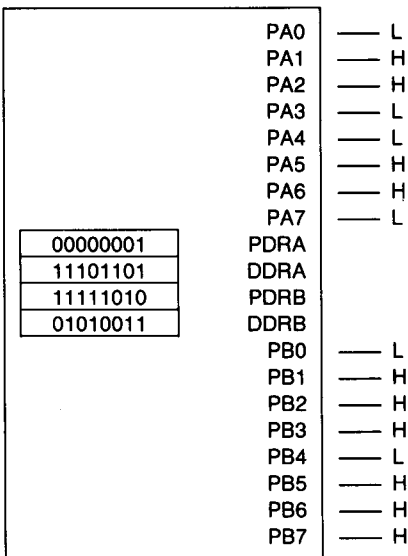 PA0 L
PA1 H
PA2 H
PA3 L
PA4 L
PA5 H
PA6 H
PA7 L
00000001 PDRA
11101101 DDRA
11111010 PDRB
01010011 DDRB
PB0 L
PB1 H
PB2 H
PB3 H
PB4 L
PB5 H
PB6 H
PB7 H